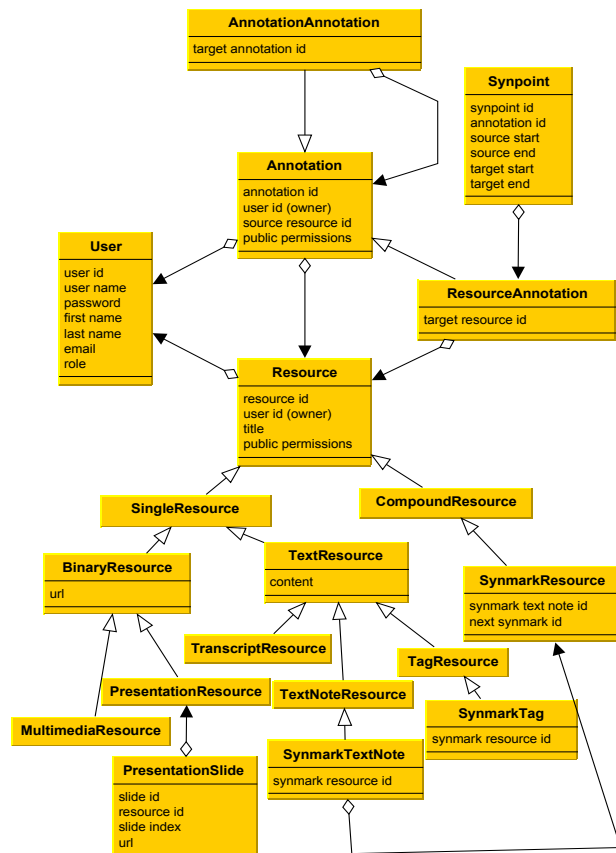 AnnotationAnnotation
target annotation id
Synpoint
synpoint id
annotation id
source start
source end
target start
target end
Annotation
annotation id
user id (owner)
source resource id
public permissions
User
user id
user name
password
first name
last name
email
role
ResourceAnnotation
target resource id
Resource
resource id
user id (owner)
title
public permissions
SingleResource
CompoundResource
BinaryResource
url
TextResource
content
SynmarkResource
synmark text note id
next synmark id
TranscriptResource
TagResource
PresentationResource
TextNoteResource
MultimediaResource
SynmarkTag
synmark resource id
SynmarkTextNote
synmark resource id
PresentationSlide
slide id
resource id
slide index
url